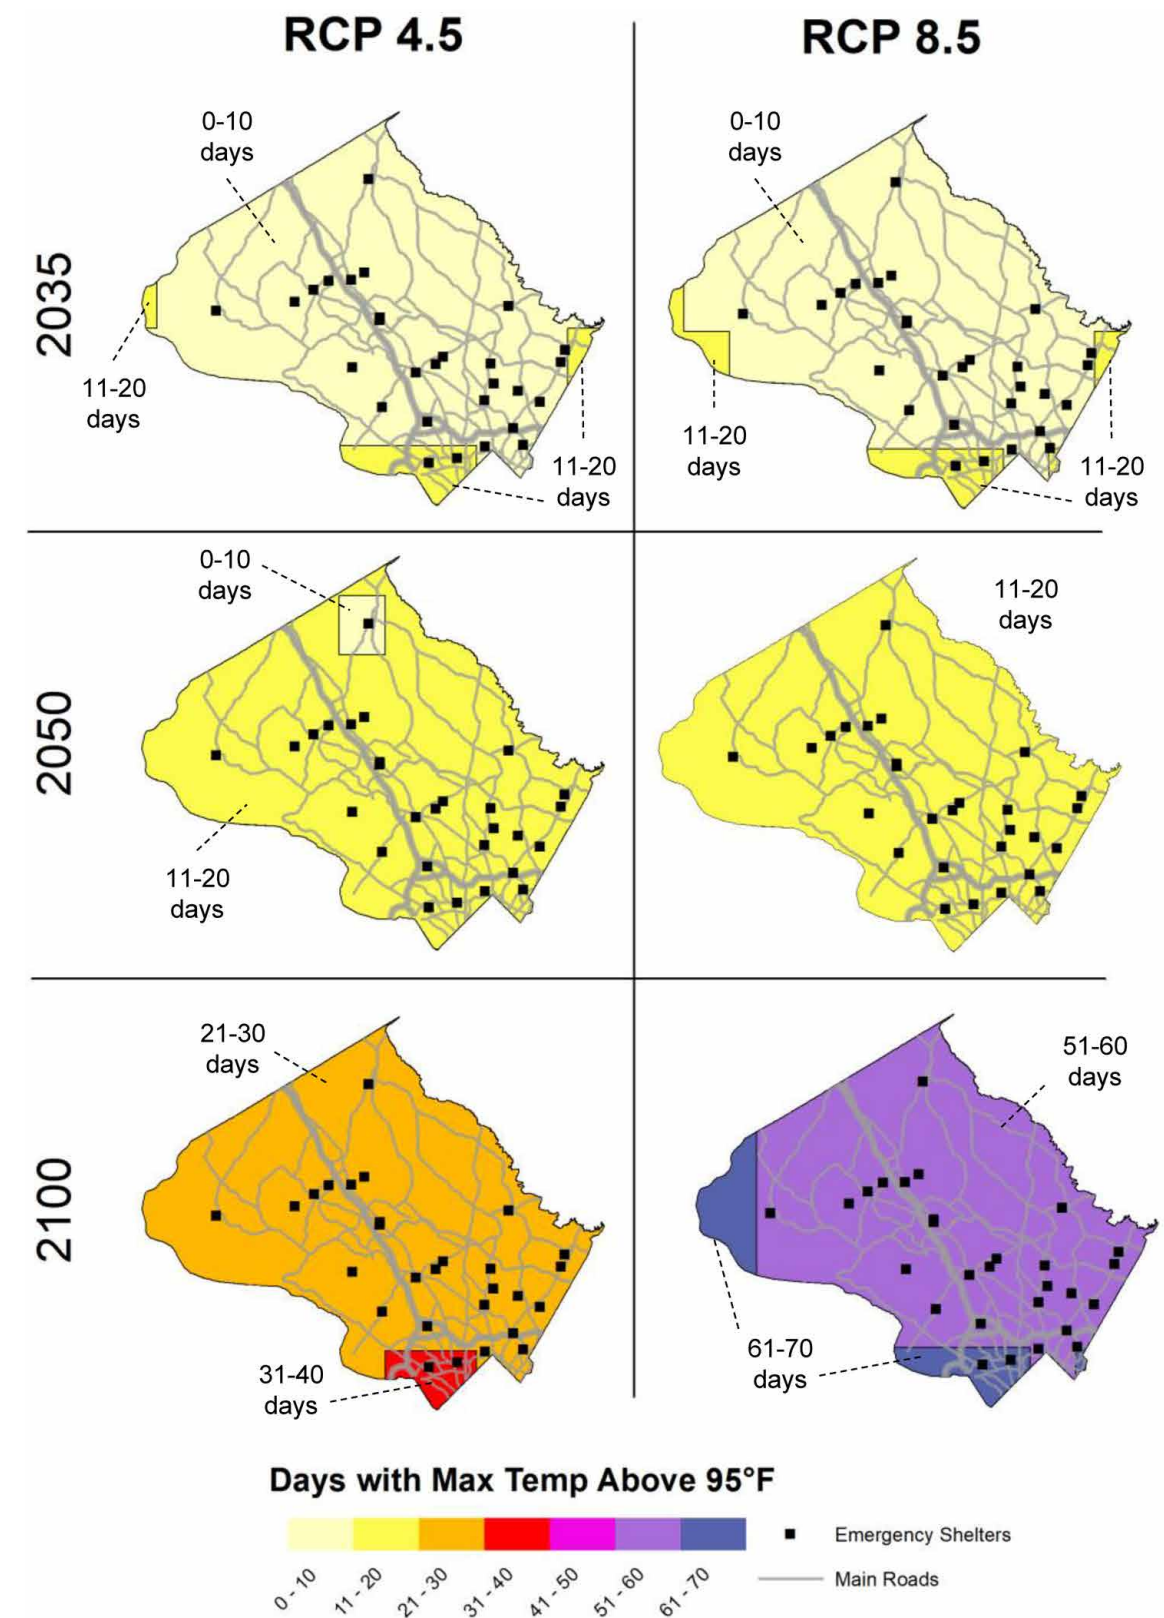 RCP 4.5
RCP 8.5
2035
0-10
days
11-20
days
11-20
days
0-10
days
11-20
days
11-20
days
2050
0-10
days
11-20
days
11-20
days
2100
21-30
days
31-40
days
51-60
days
61-70
days
Days with Max Temp Above 95°F
0 - 10
11 - 20
21 - 30
31 - 40
41 - 50
51 - 60
61 - 70
Emergency Shelters
Main Roads